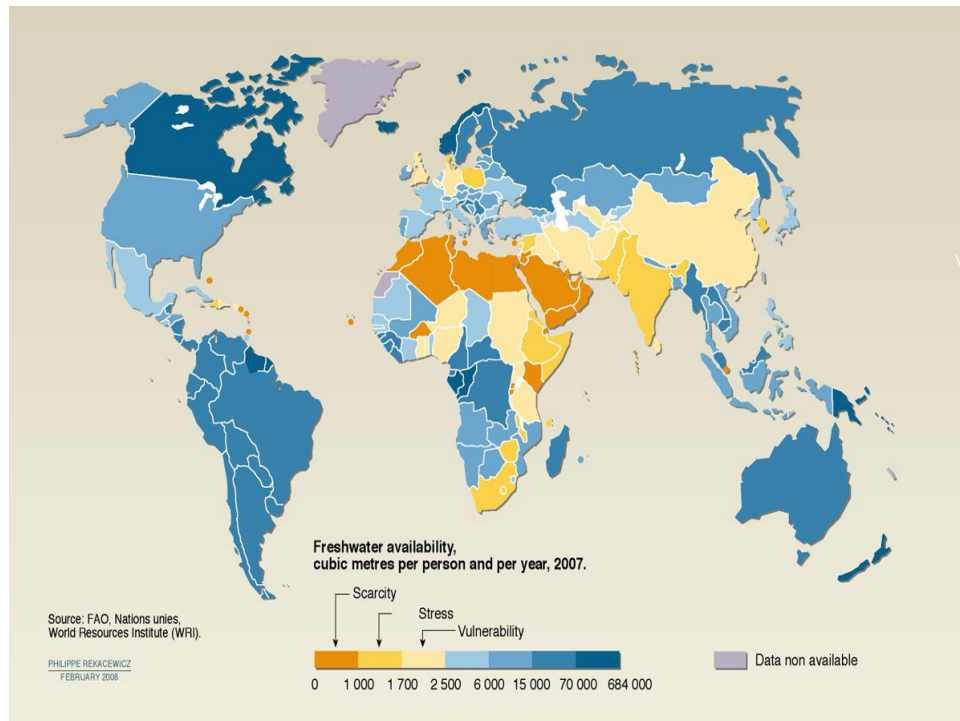 Freshwater availability,
cubic metres per person and per year, 2007.
Scarcity
Stress
Vulnerability
0 1 000 1 700 2 500 6 000 15 000 70 000 684 000
Data non available
Source: FAO, Nations unies,
World Resources Institute (WRI).
PHILIPPE REKACEWICZ
FEBRUARY 2008